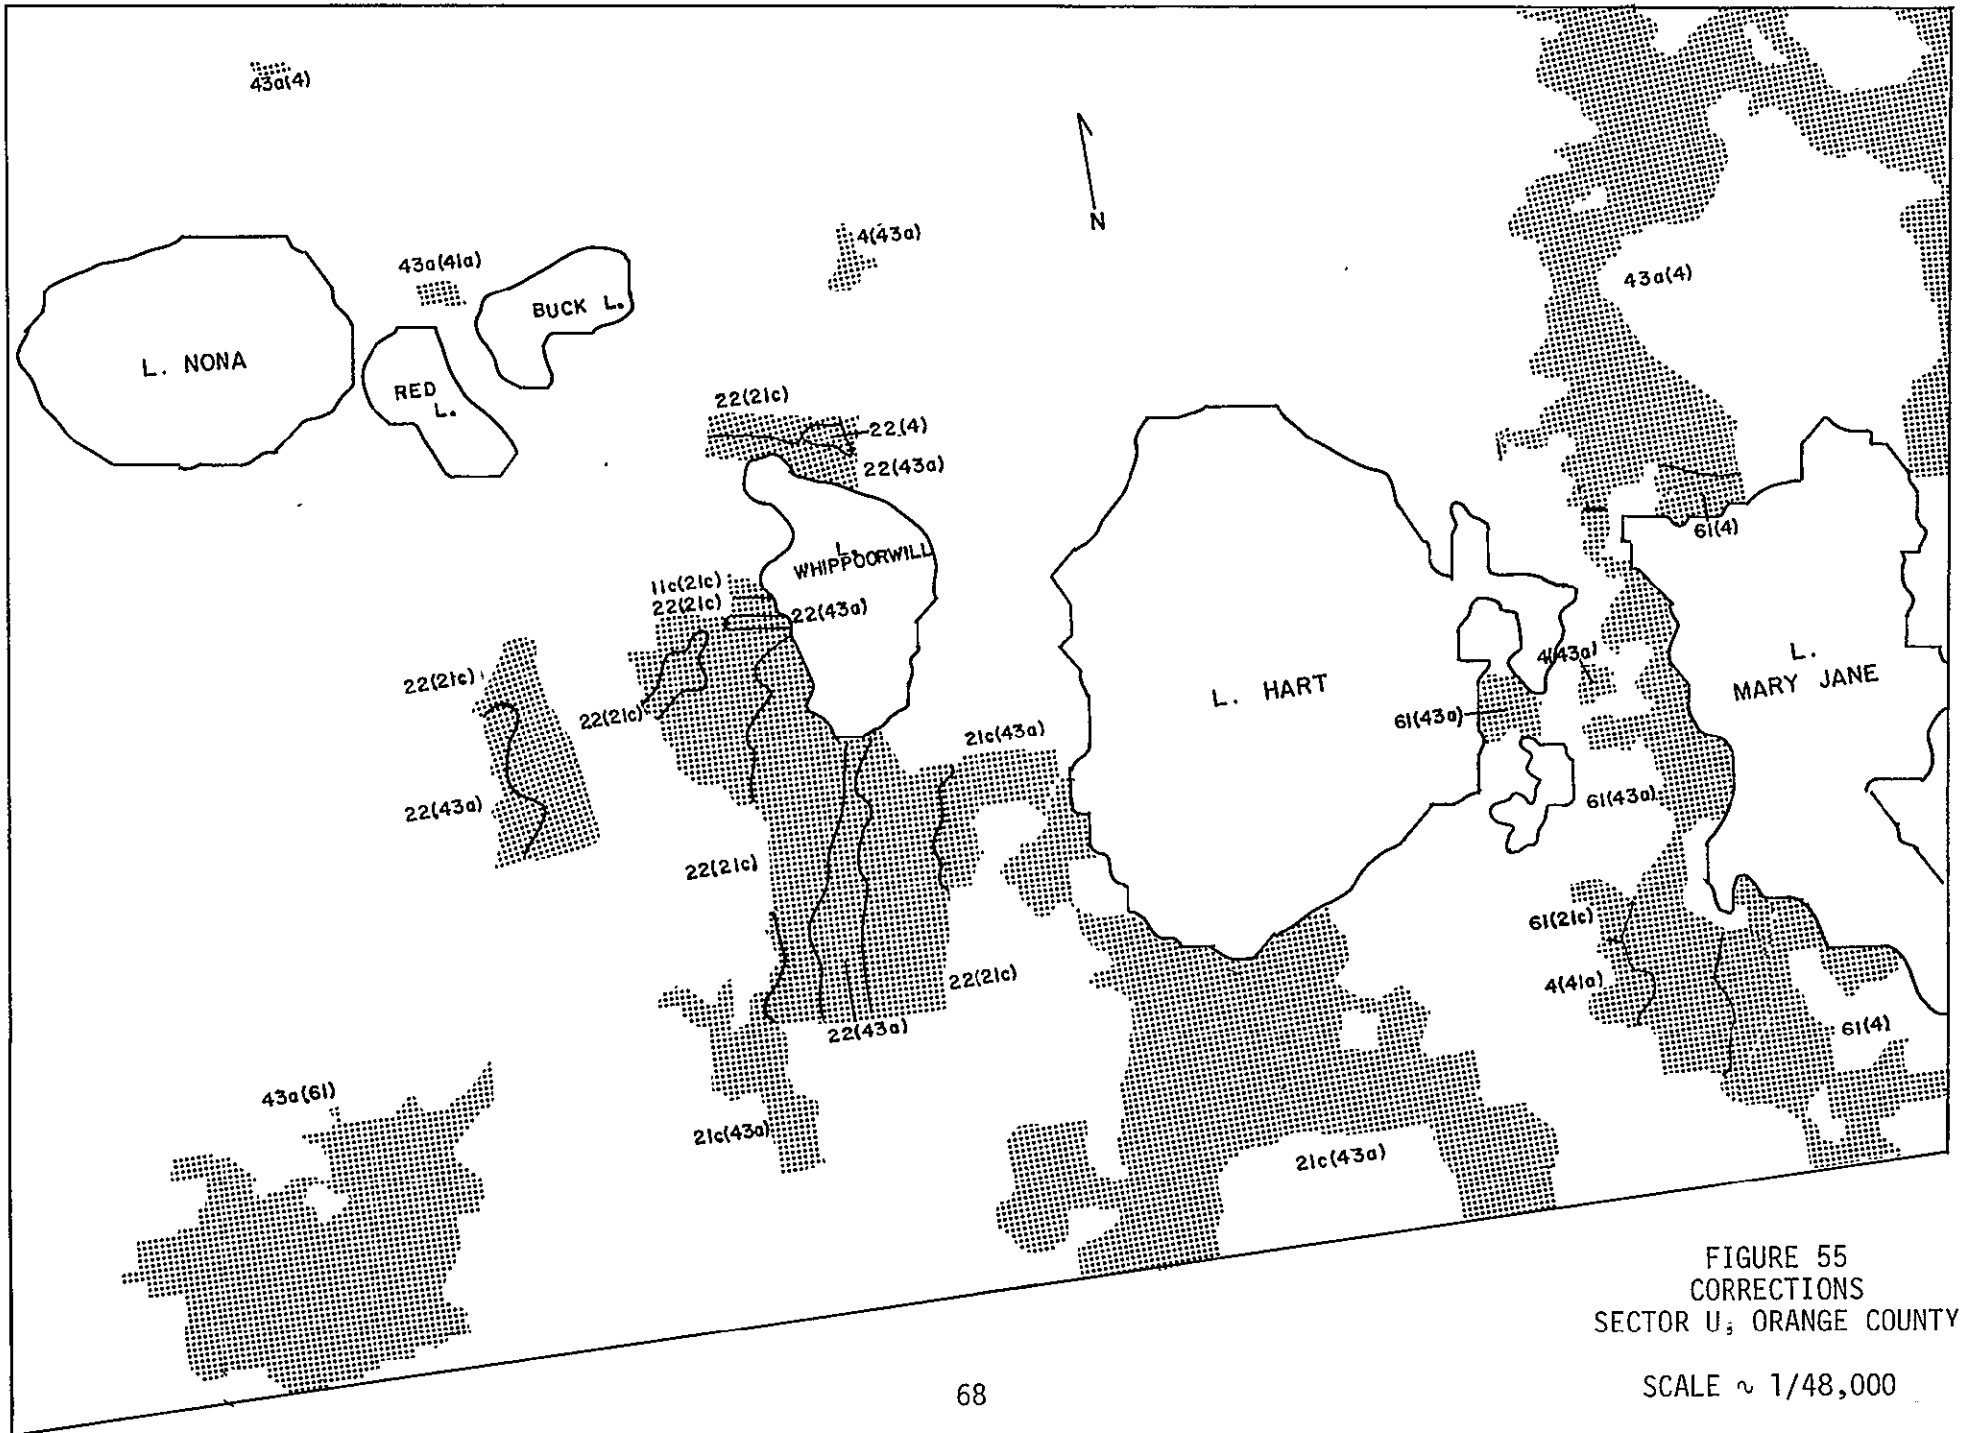 43a(4)
N
4(43a)
43a(41a)
43a(4)
BUCK L.
L. NONA
RED
L.
22(21c)
22(4)
22(43a)
61(4)
L.
WHIPPOORWILL
11c(21c)
22(21c)
22(43a)
4(43a)
L.
MARY JANE
22(21c)
L. HART
22(21c)
61(43a)
21c(43a)
22(43a)
61(43a)
22(21c)
61(21c)
22(21c)
4(41a)
22(43a)
61(4)
43a(61)
21c(43a)
21c(43a)
FIGURE 55
CORRECTIONS
SECTOR U, ORANGE COUNTY
SCALE ~ 1/48,000
68